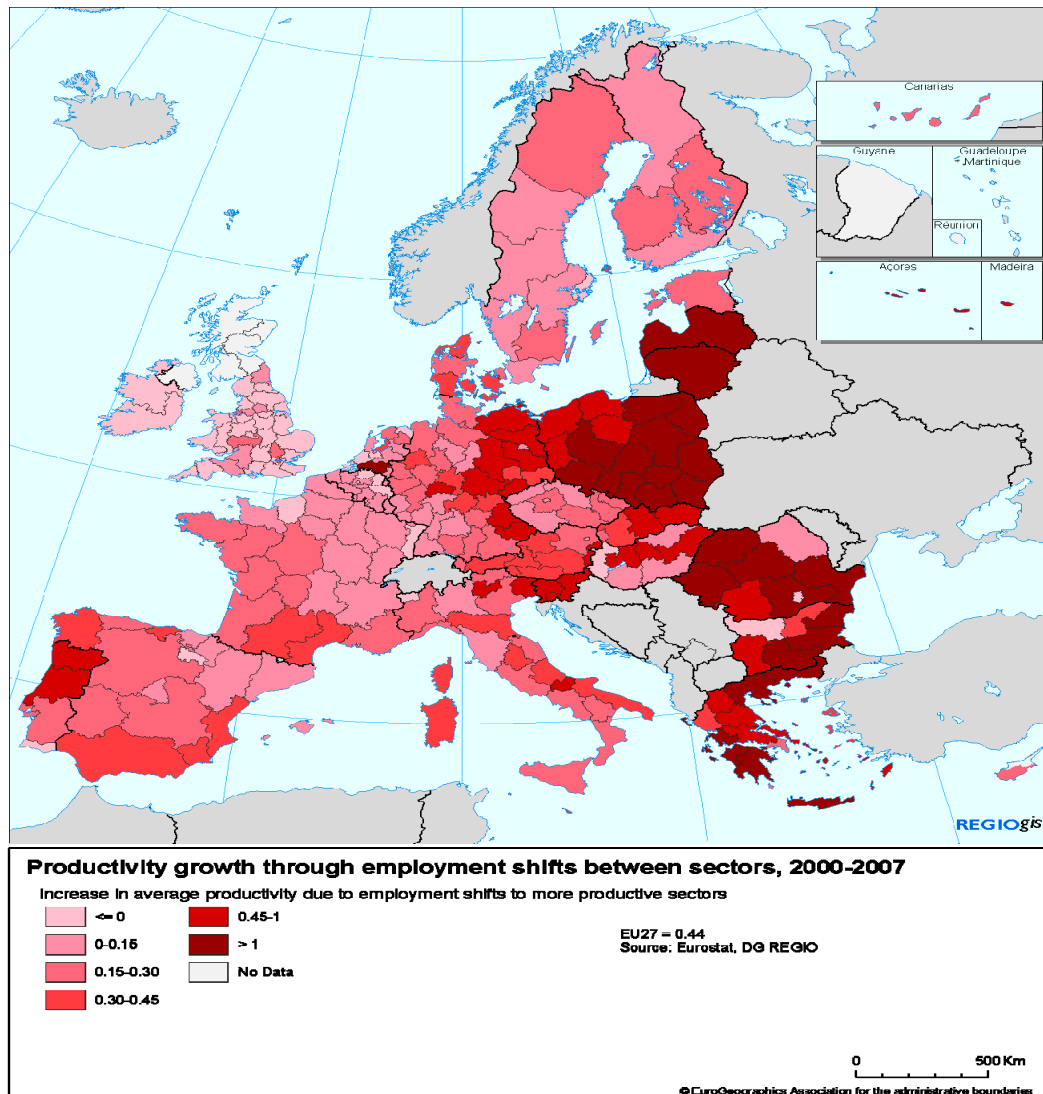 Canarias
Guyane
Guadeloupe
Martinique
Réunion
Açores
Madeira
REGIOgis
Productivity growth through employment shifts between sectors, 2000-2007
Increase in average productivity due to employment shifts to more productive sectors
<= 0
0-0.15
0.15-0.30
0.30-0.45
0.45-1
> 1
No Data
EU27 = 0.44
Source: Eurostat, DG REGIO
0 500 Km
© EuroGeographics Association for the administrative boundaries